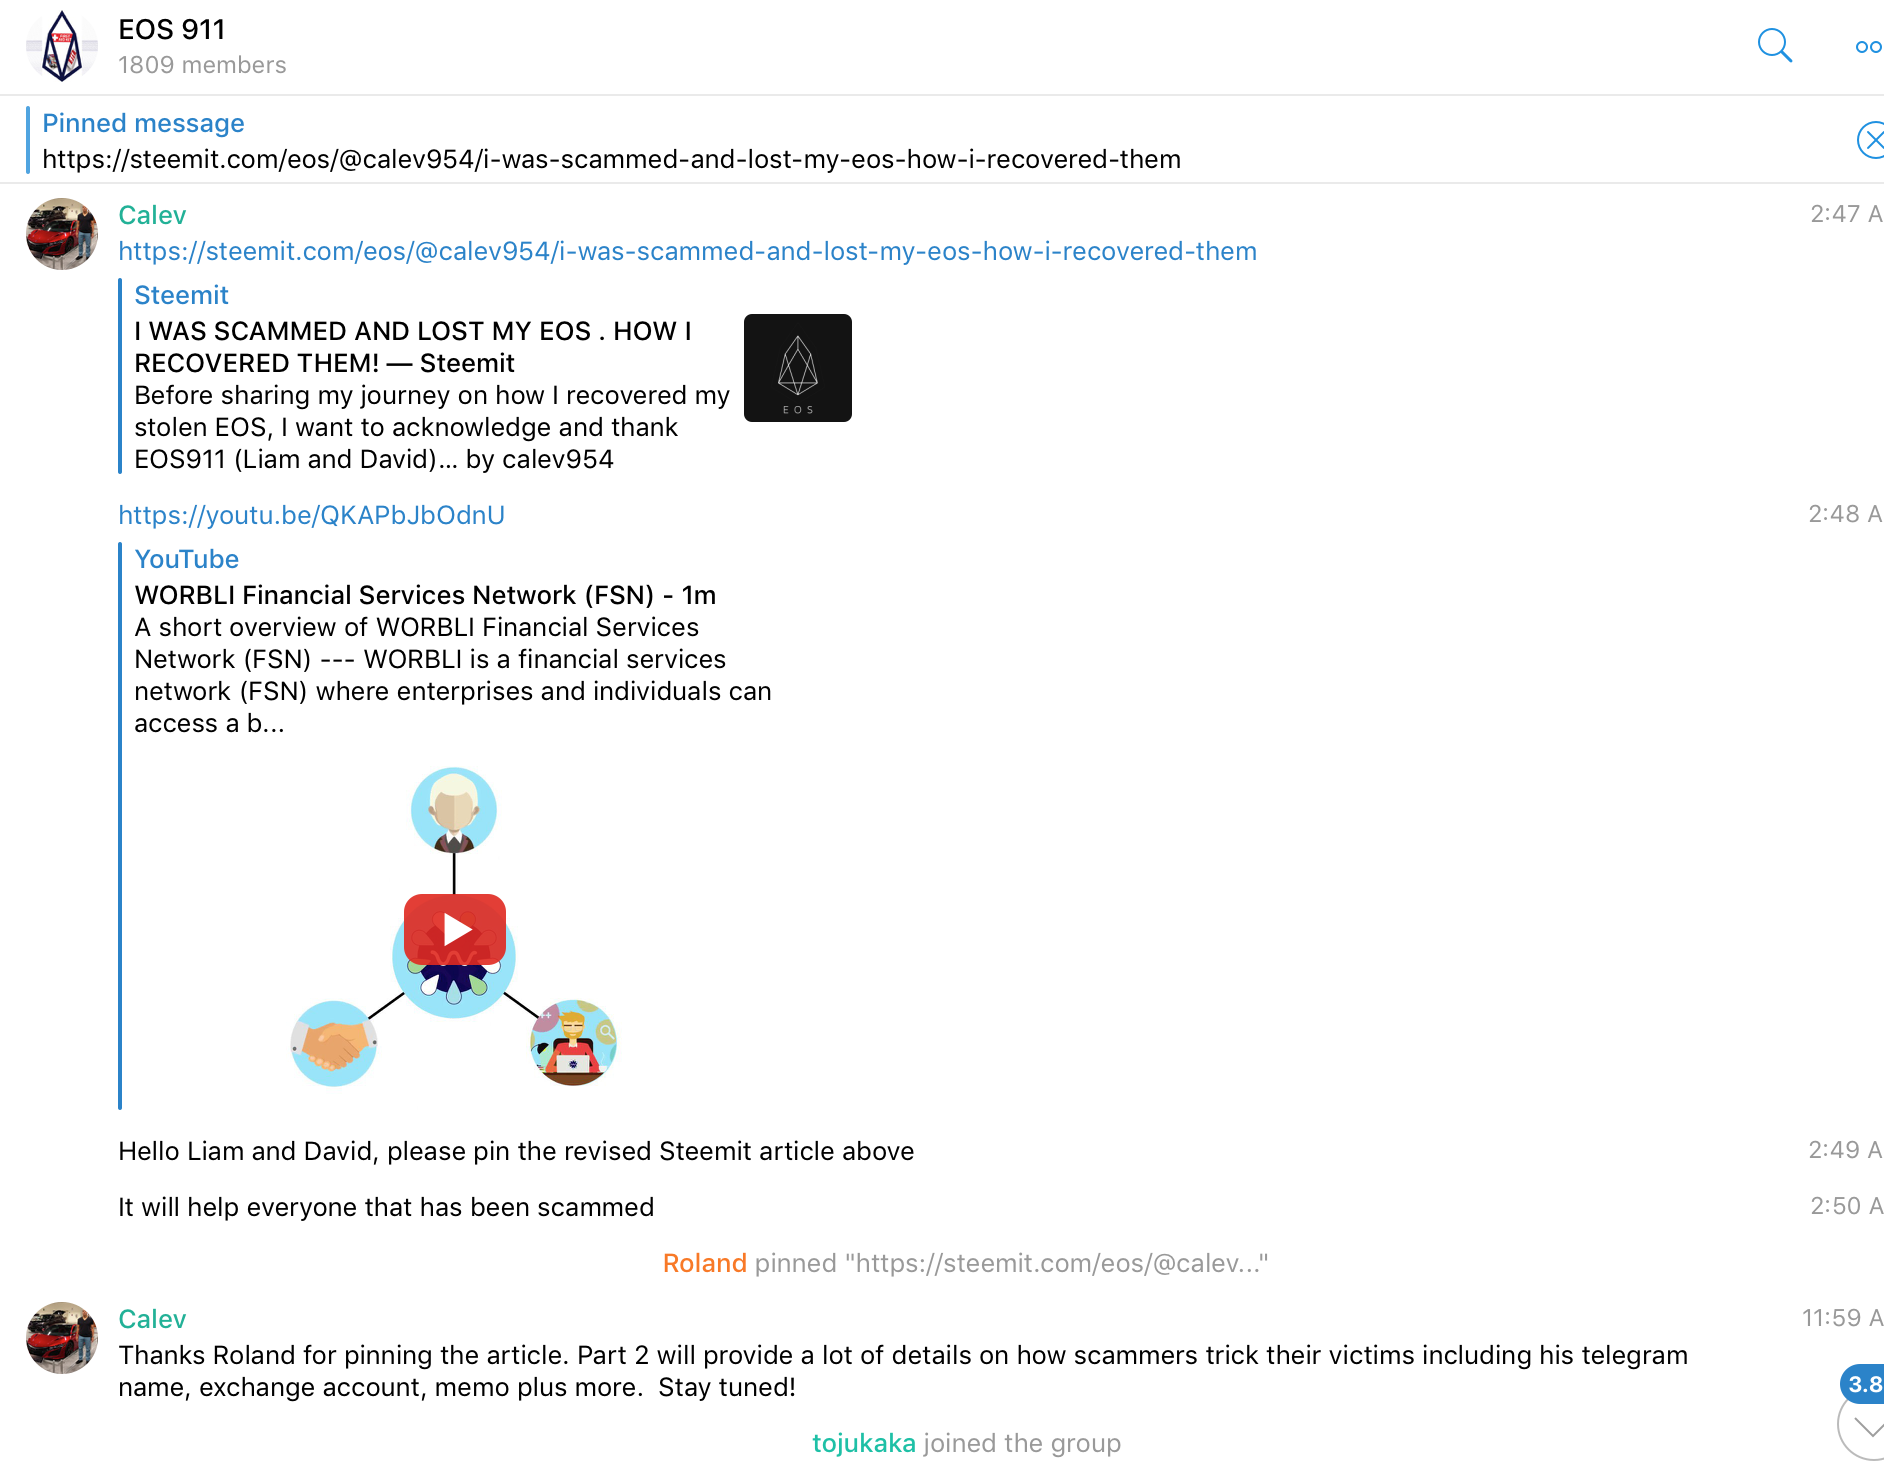 EOS 911
1809 members
Pinned message
https://steemit.com/eos/@calev954/i-was-scammed-and-lost-my-eos-how-i-recovered-them
Calev
2:47 A
https://steemit.com/eos/@calev954/i-was-scammed-and-lost-my-eos-how-i-recovered-them
Steemit
I WAS SCAMMED AND LOST MY EOS . HOW I
RECOVERED THEM! — Steemit
Before sharing my journey on how I recovered my
stolen EOS, I want to acknowledge and thank
EOS911 (Liam and David)... by calev954
EOS
https://youtu.be/QKAPbJbOdnU
2:48 A
YouTube
WORBLI Financial Services Network (FSN) - 1m
A short overview of WORBLI Financial Services
Network (FSN) --- WORBLI is a financial services
network (FSN) where enterprises and individuals can
access a b...
Hello Liam and David, please pin the revised Steemit article above
2:49 A
It will help everyone that has been scammed
2:50 A
Roland pinned "https://steemit.com/eos/@calev..."
Calev
11:59 A
Thanks Roland for pinning the article. Part 2 will provide a lot of details on how scammers trick their victims including his telegram
name, exchange account, memo plus more.  Stay tuned!
3.8
tojukaka joined the group